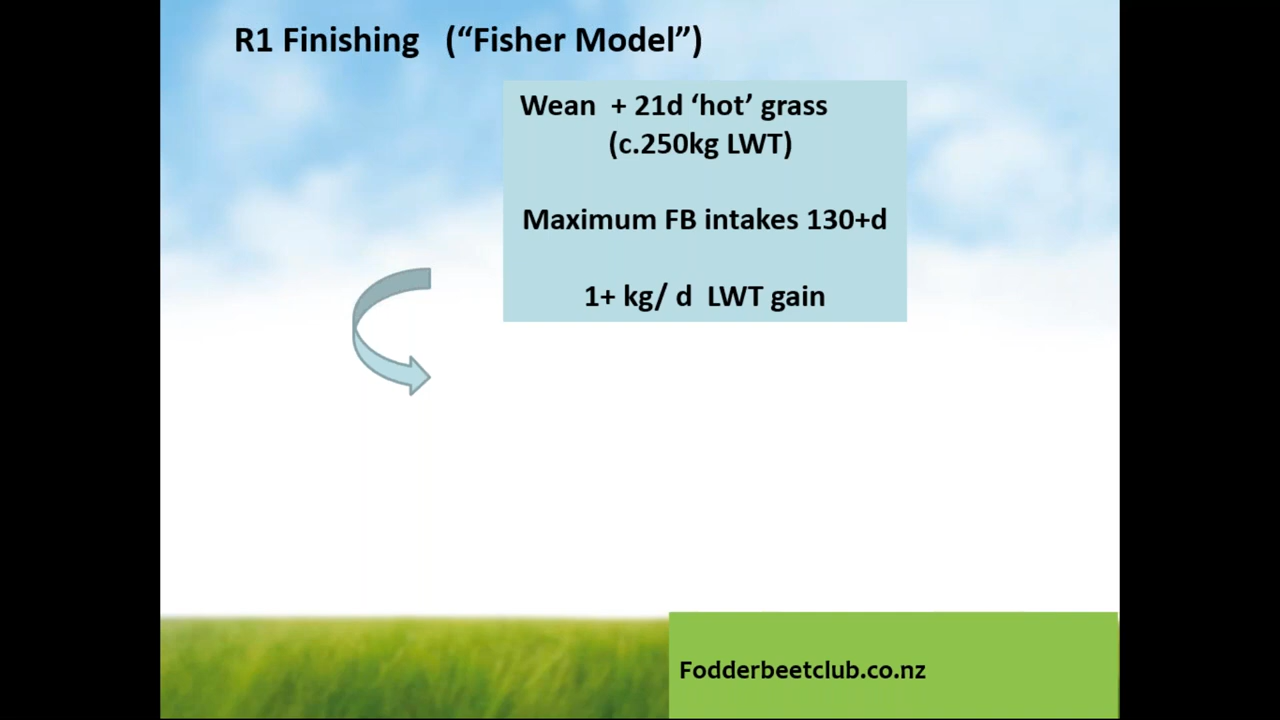 R1 Finishing (“Fisher Model”)
Wean + 21d ‘hot’ grass
(c.250kg LWT)
Maximum FB intakes 130+d
1+ kg/ d LWT gain
Fodderbeetclub.co.nz